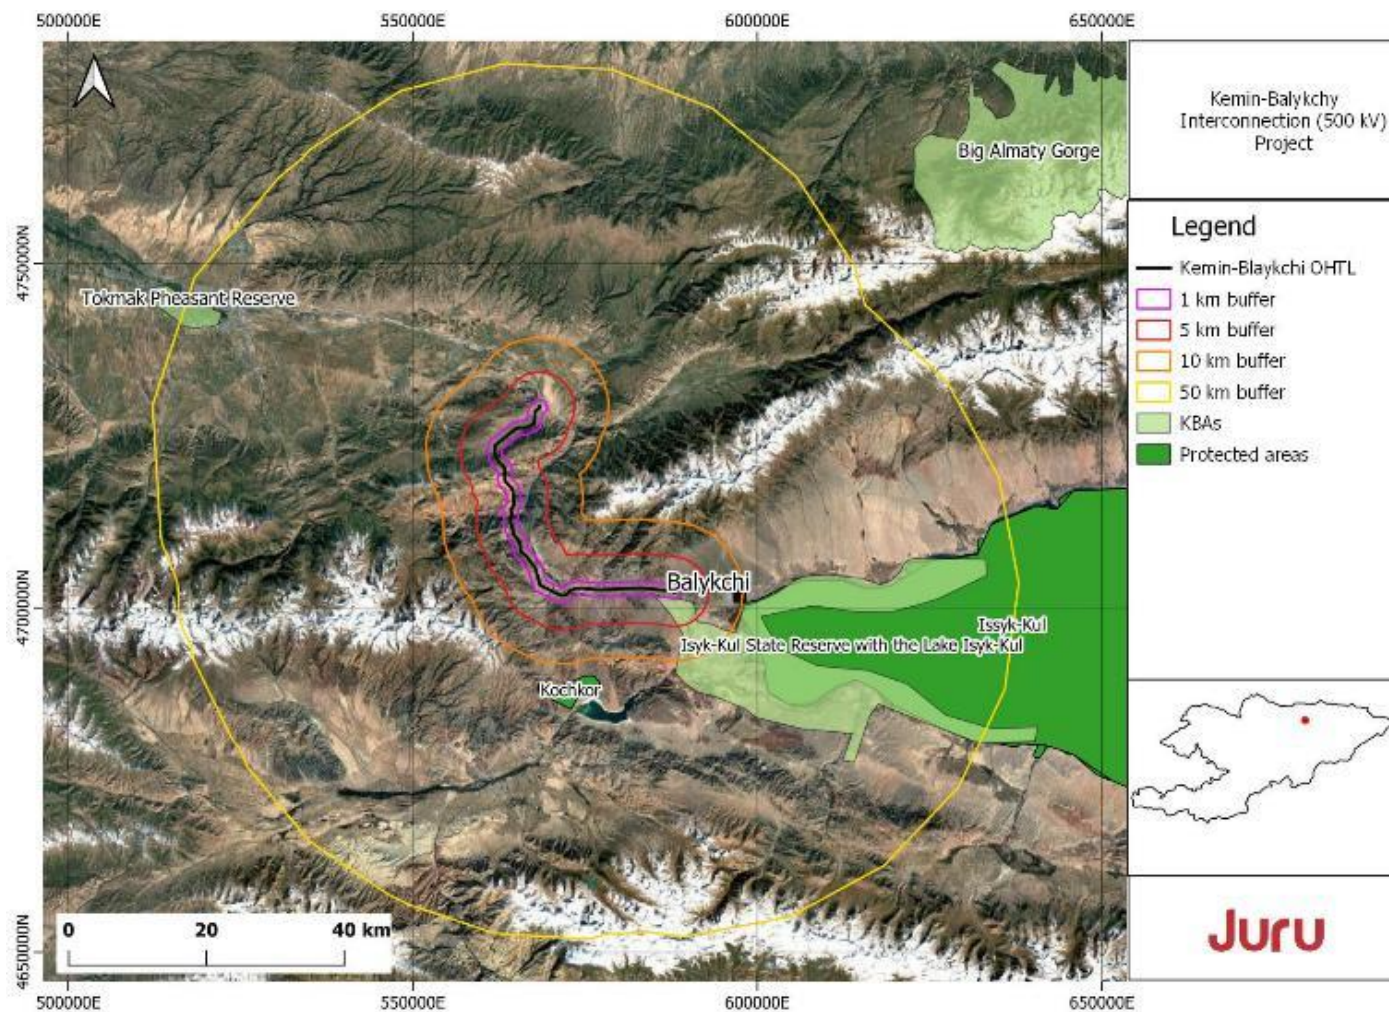 500000E
550000E
600000E
650000E
Kemin-Balykchy
Interconnection (500 kV)
Project
Big Almaty Gorge
Legend
Kemin-Blaykchi OHTL
1 km buffer
5 km buffer
10 km buffer
50 km buffer
KBAs
Protected areas
4750000N
Tokmak Pheasant Reserve
Balykchi
4700000N
Issyk-Kul
Isyk-Kul State Reserve with the Lake Isyk-Kul
Kochkor
0
20
40 km
4650000N
Juru
500000E
550000E
600000E
650000E